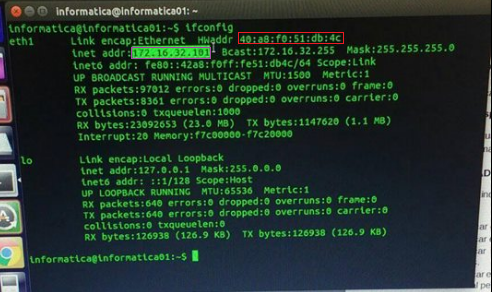 informatica@informatica01: ~
informatica@informatica01:~$ ifconfig
eth1 Link encap:Ethernet HWaddr 40:a8:f0:51:db:4c
inet addr:172.16.32.101 Bcast:172.16.32.255 Mask:255.255.255.0
inet6 addr: fe80::42a8:f0ff:fe51:db4c/64 Scope:Link
UP BROADCAST RUNNING MULTICAST MTU:1500 Metric:1
RX packets:97012 errors:0 dropped:0 overruns:0 frame:0
TX packets:8361 errors:0 dropped:0 overruns:0 carrier:0
collisions:0 txqueuelen:1000
RX bytes:23092653 (23.0 MB) TX bytes:1147620 (1.1 MB)
Interrupt:20 Memory:f7c00000-f7c20000
lo Link encap:Local Loopback
inet addr:127.0.0.1 Mask:255.0.0.0
inet6 addr: ::1/128 Scope:Host
UP LOOPBACK RUNNING MTU:65536 Metric:1
RX packets:640 errors:0 dropped:0 overruns:0 frame:0
TX packets:640 errors:0 dropped:0 overruns:0 carrier:0
collisions:0 txqueuelen:0
RX bytes:126938 (126.9 KB) TX bytes:126938 (126.9 KB)
informatica@informatica01:~$